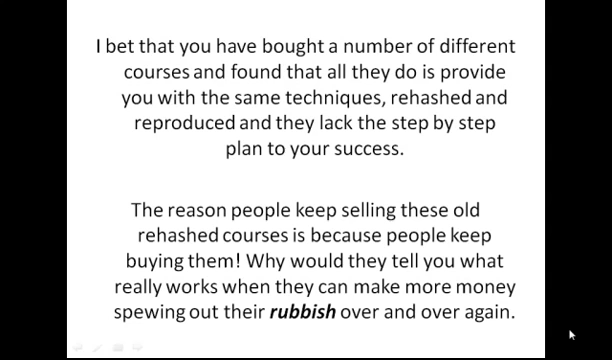 I bet that you have bought a number of different
courses and found that all they do is provide
you with the same techniques, rehashed and
reproduced and they lack the step by step
plan to your success.
The reason people keep selling these old
rehashed courses is because people keep
buying them! Why would they tell you what
really works when they can make more money
spewing out their rubbish over and over again.